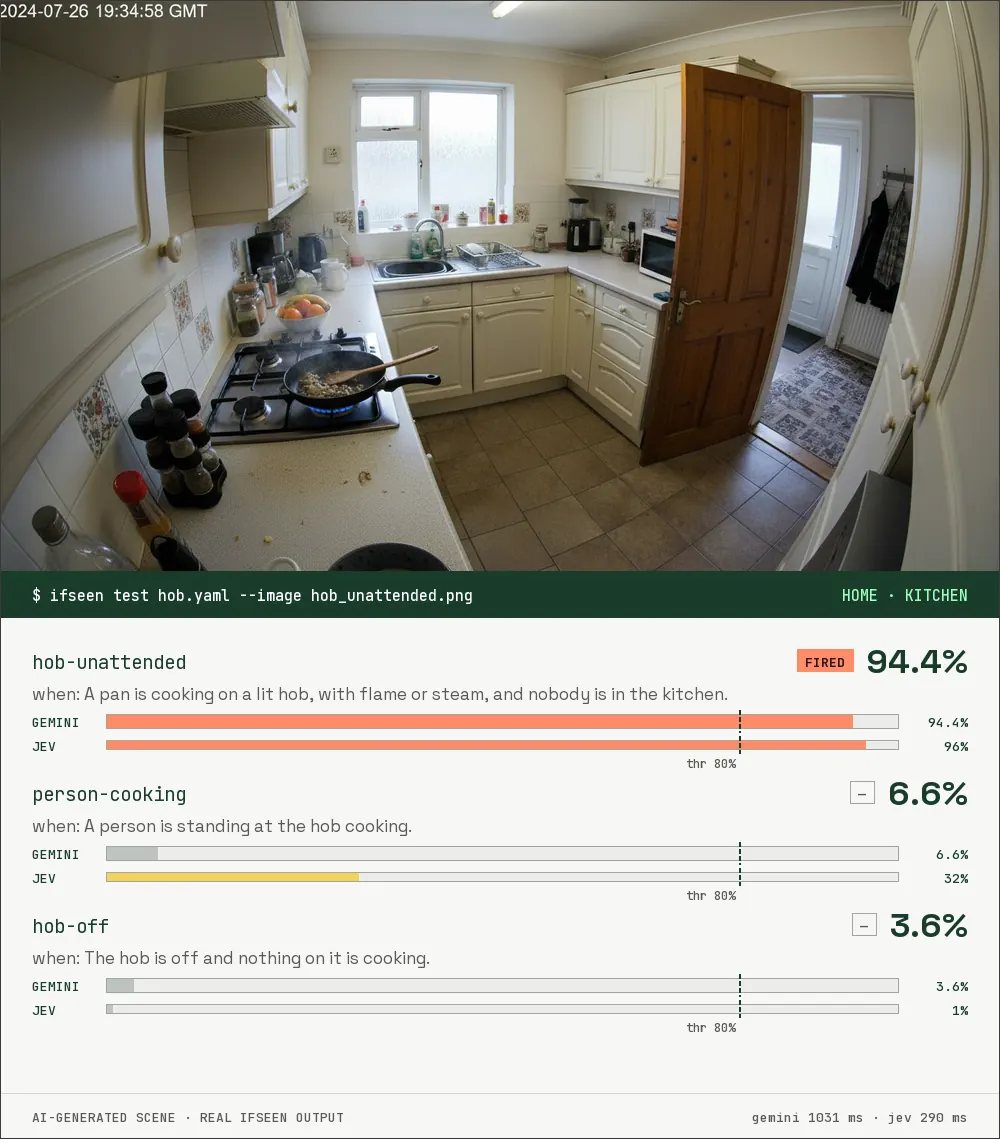 2024-07-26 19:34:58 GMT
$ ifseen test hob.yaml --image hob_unattended.png
HOME · KITCHEN
hob-unattended
FIRED
94.4%
when: A pan is cooking on a lit hob, with flame or steam, and nobody is in the kitchen.
GEMINI
94.4%
JEV
96%
thr 80%
person-cooking
–
6.6%
when: A person is standing at the hob cooking.
GEMINI
6.6%
JEV
32%
thr 80%
hob-off
–
3.6%
when: The hob is off and nothing on it is cooking.
GEMINI
3.6%
JEV
1%
thr 80%
AI-GENERATED SCENE · REAL IFSEEN OUTPUT
gemini 1031 ms · jev 290 ms